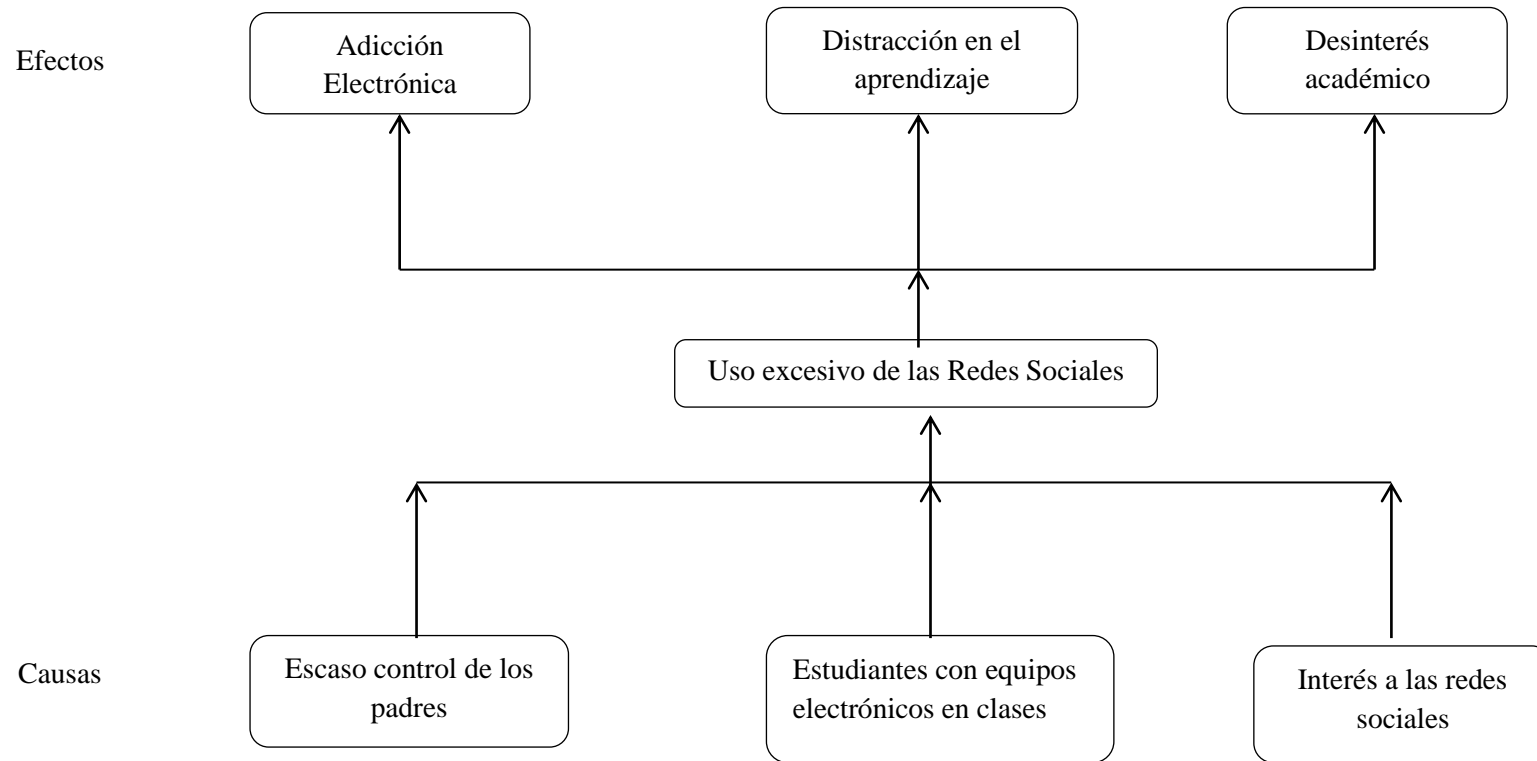 Efectos
Adicción
Electrónica
Distracción en el
aprendizaje
Desinterés
académico
Uso excesivo de las Redes Sociales
Causas
Escaso control de los
padres
Estudiantes con equipos
electrónicos en clases
Interés a las redes
sociales